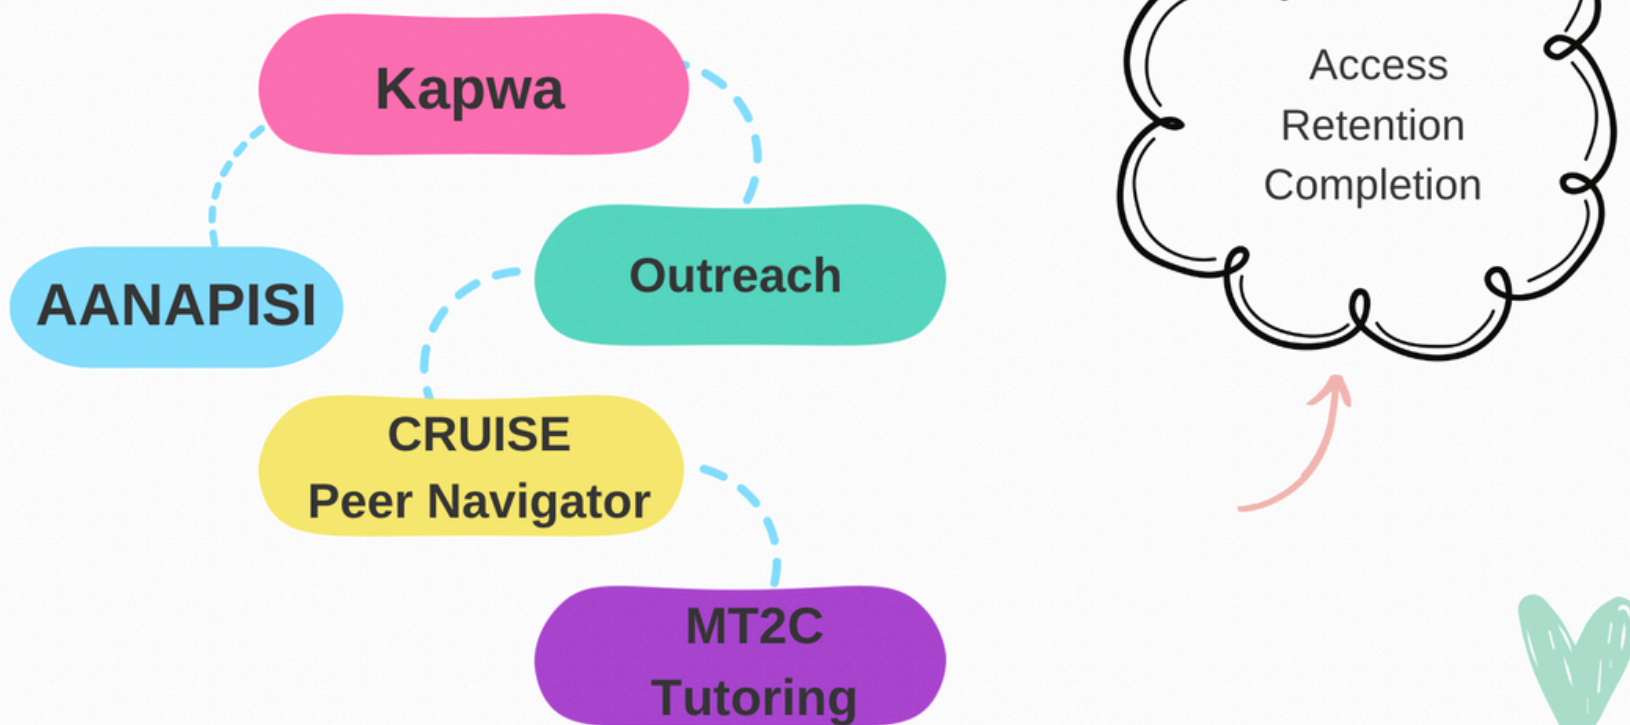 Kapwa
AANAPISI
Outreach
CRUISE
Peer Navigator
MT2C
Tutoring
Access
Retention
Completion